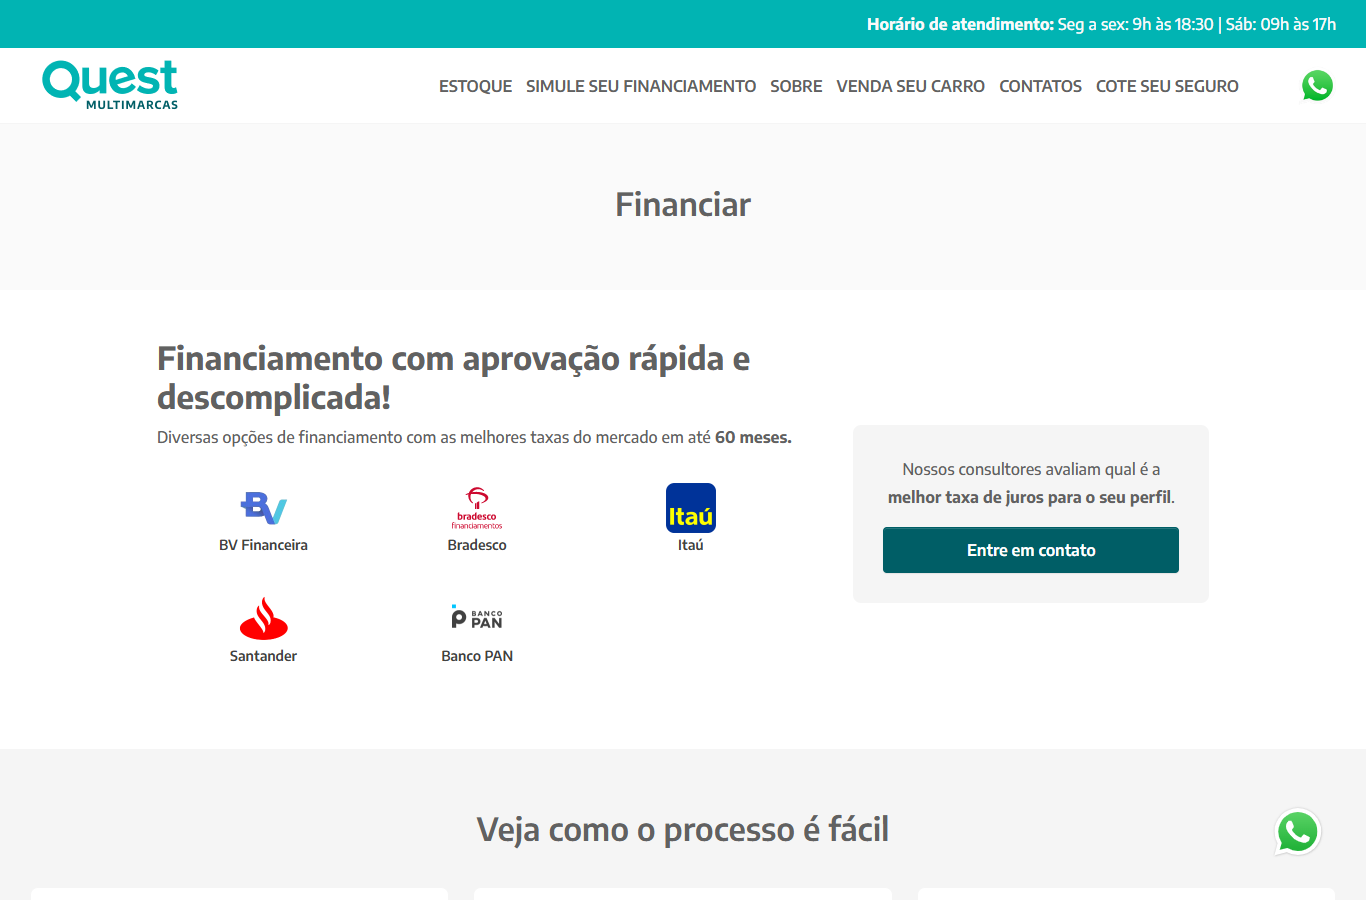 Horário de atendimento: Seg a sex: 9h às 18:30 | Sáb: 09h às 17h
Quest
MULTIMARCAS
ESTOQUE SIMULE SEU FINANCIAMENTO SOBRE VENDA SEU CARRO CONTATOS COTE SEU SEGURO
Financiar
Financiamento com aprovação rápida e
descomplicada!
Diversas opções de financiamento com as melhores taxas do mercado em até 60 meses.
BV
BV Financeira
bradesco
financiamentos
Bradesco
Itaú
Itaú
Santander
BANCO
PAN
Banco PAN
Nossos consultores avaliam qual é a
melhor taxa de juros para o seu perfil.
Entre em contato
Veja como o processo é fácil